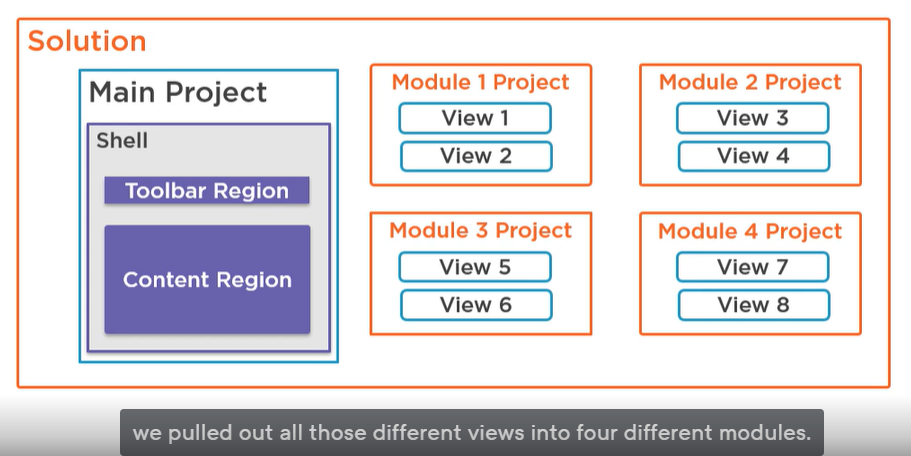 Solution
Main Project
Shell
Toolbar Region
Content Region
Module 1 Project
View 1
View 2
Module 2 Project
View 3
View 4
Module 3 Project
View 5
View 6
Module 4 Project
View 7
View 8
we pulled out all those different views into four different modules.